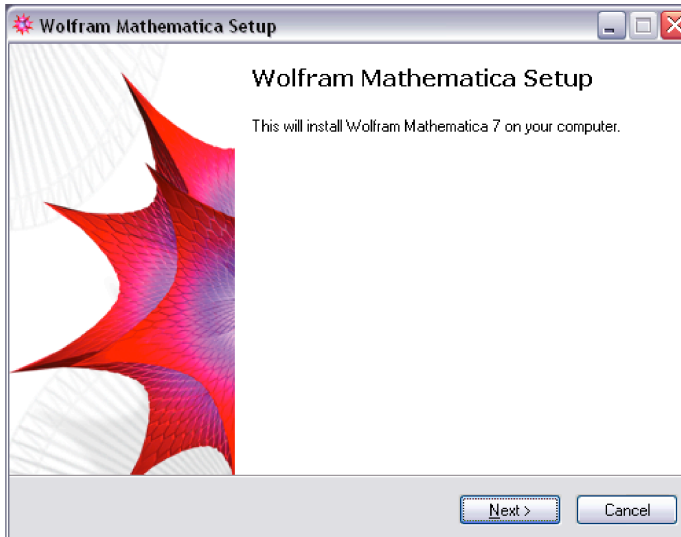 Wolfram Mathematica Setup
Wolfram Mathematica Setup
This will install Wolfram Mathematica 7 on your computer.
Next >
Cancel